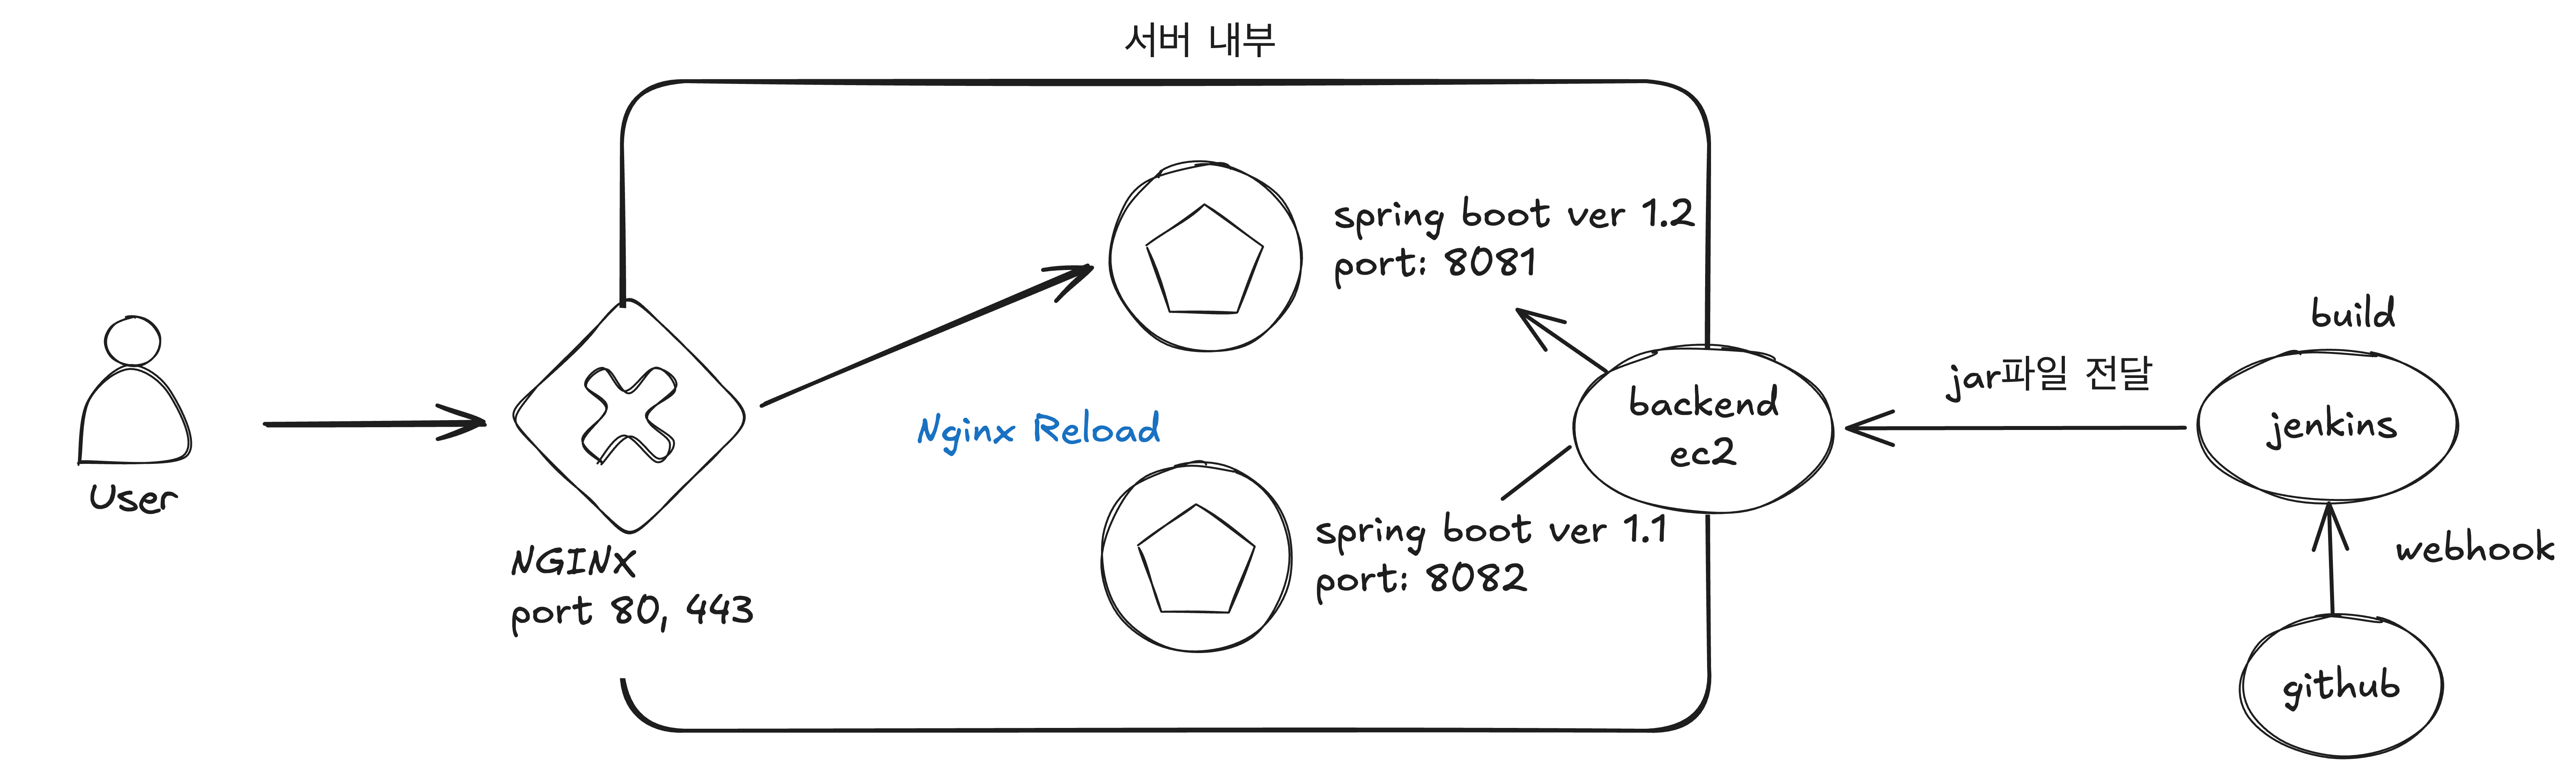 서버 내부
spring boot ver 1.2
port: 8081
Nginx Reload
spring boot ver 1.1
port: 8082
User
NGINX
port 80, 443
backend
ec2
jar파일 전달
build
jenkins
webhook
github